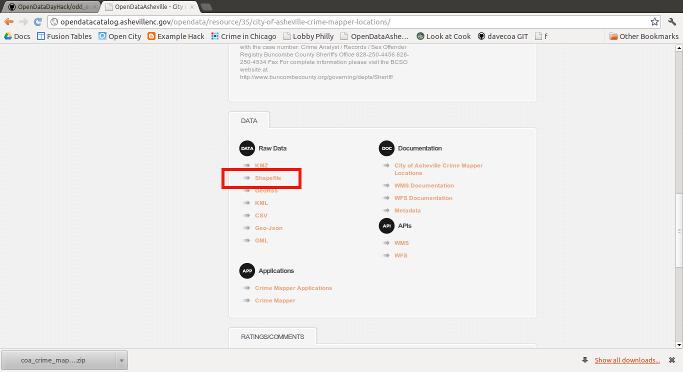 OpenDataDayHack/odd_a
OpenDataAsheville - City
opendatacatalog.ashevillenc.gov/opendata/resource/35/city-of-asheville-crime-mapper-locations/
Docs Fusion Tables Open City Example Hack Crime in Chicago Lobby Philly OpenDataAshe... Look at Cook davecoa GIT f Other Bookmarks
with the case number. Crime Analyst / Records / Sex Offender
Registry Buncombe County Sheriff's Office 828-250-4456 828-
250-4534 Fax For complete information please visit the BCSO
website at
http://www.buncombecounty.org/governing/depts/Sheriff/
DATA
DATA Raw Data
KMZ
Shapefile
GeoRSS
KML
CSV
Geo-Json
GML
APP Applications
Crime Mapper Applications
Crime Mapper
DOC Documentation
City of Asheville Crime Mapper
Locations
WMS Documentation
WFS Documentation
Metadata
API APIs
WMS
WFS
RATINGS/COMMENTS
coa_crime_map....zip
Show all downloads...